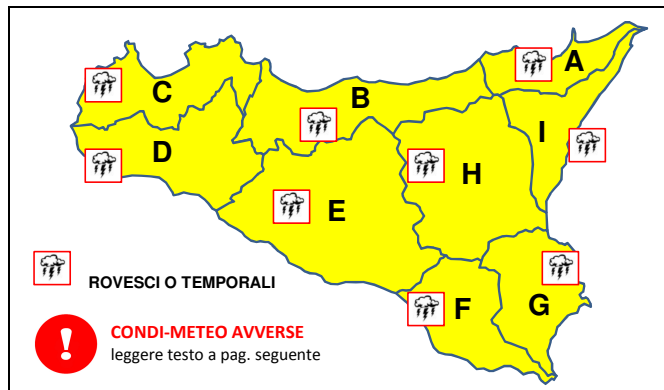 A
C
B
I
D
H
E
F
G
ROVESCI O TEMPORALI
! CONDI-METEO AVVERSE
leggere testo a pag. seguente